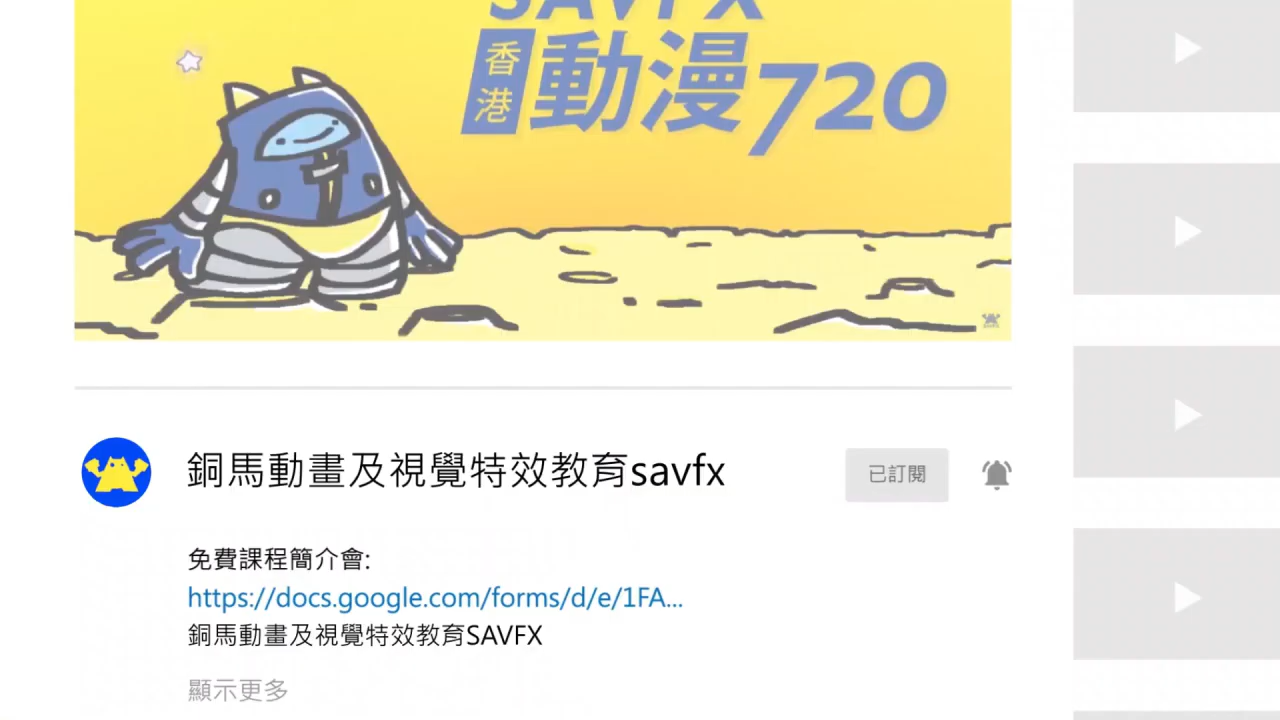 SAVFX
香港
動漫720
銅馬動畫及視覺特效教育savfx
已訂閱
免費課程簡介會:
https://docs.google.com/forms/d/e/1FA...
銅馬動畫及視覺特效教育SAVFX
顯示更多